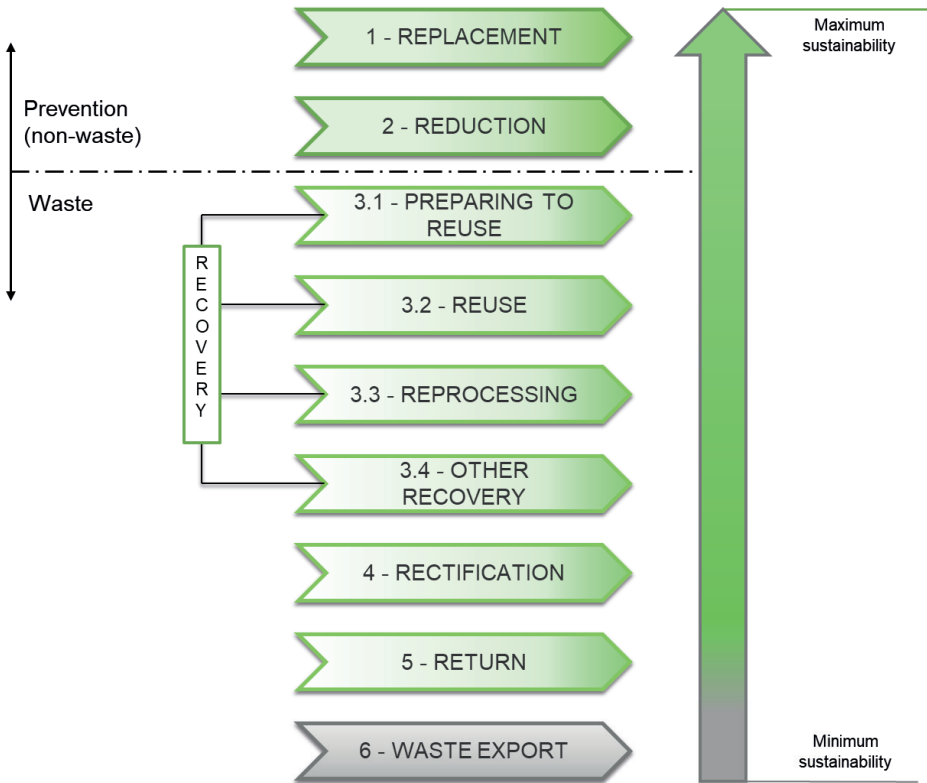 1 - REPLACEMENT
Maximum
sustainability
Prevention
(non-waste)
2 - REDUCTION
Waste
3.1 - PREPARING TO
REUSE
RECOVERY
3.2 - REUSE
3.3 - REPROCESSING
3.4 - OTHER
RECOVERY
4 - RECTIFICATION
5 - RETURN
6 - WASTE EXPORT
Minimum
sustainability